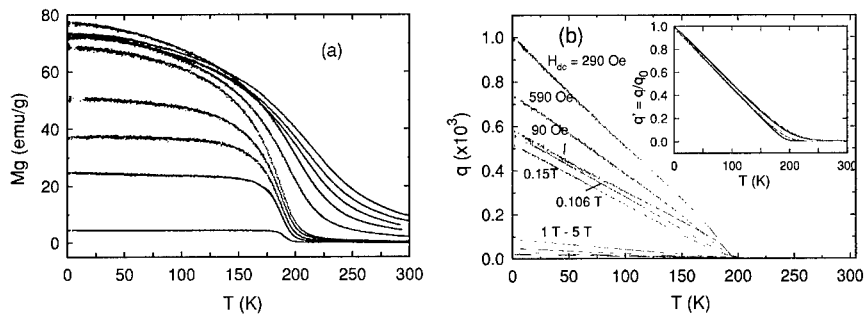 (a)
Mg (emu/g)
80
60
40
20
0
0 50 100 150 200 250 300
T (K)
(b)
q (x10³)
1.0
0.8
0.6
0.4
0.2
0.0
0 100 200 300
T (K)
H_dc = 290 Oe
590 Oe
90 Oe
0.15T
0.106 T
1 T - 5 T
q* = q/q₀
1.0
0.8
0.6
0.4
0.2
0.0
0 100 200 300
T (K)